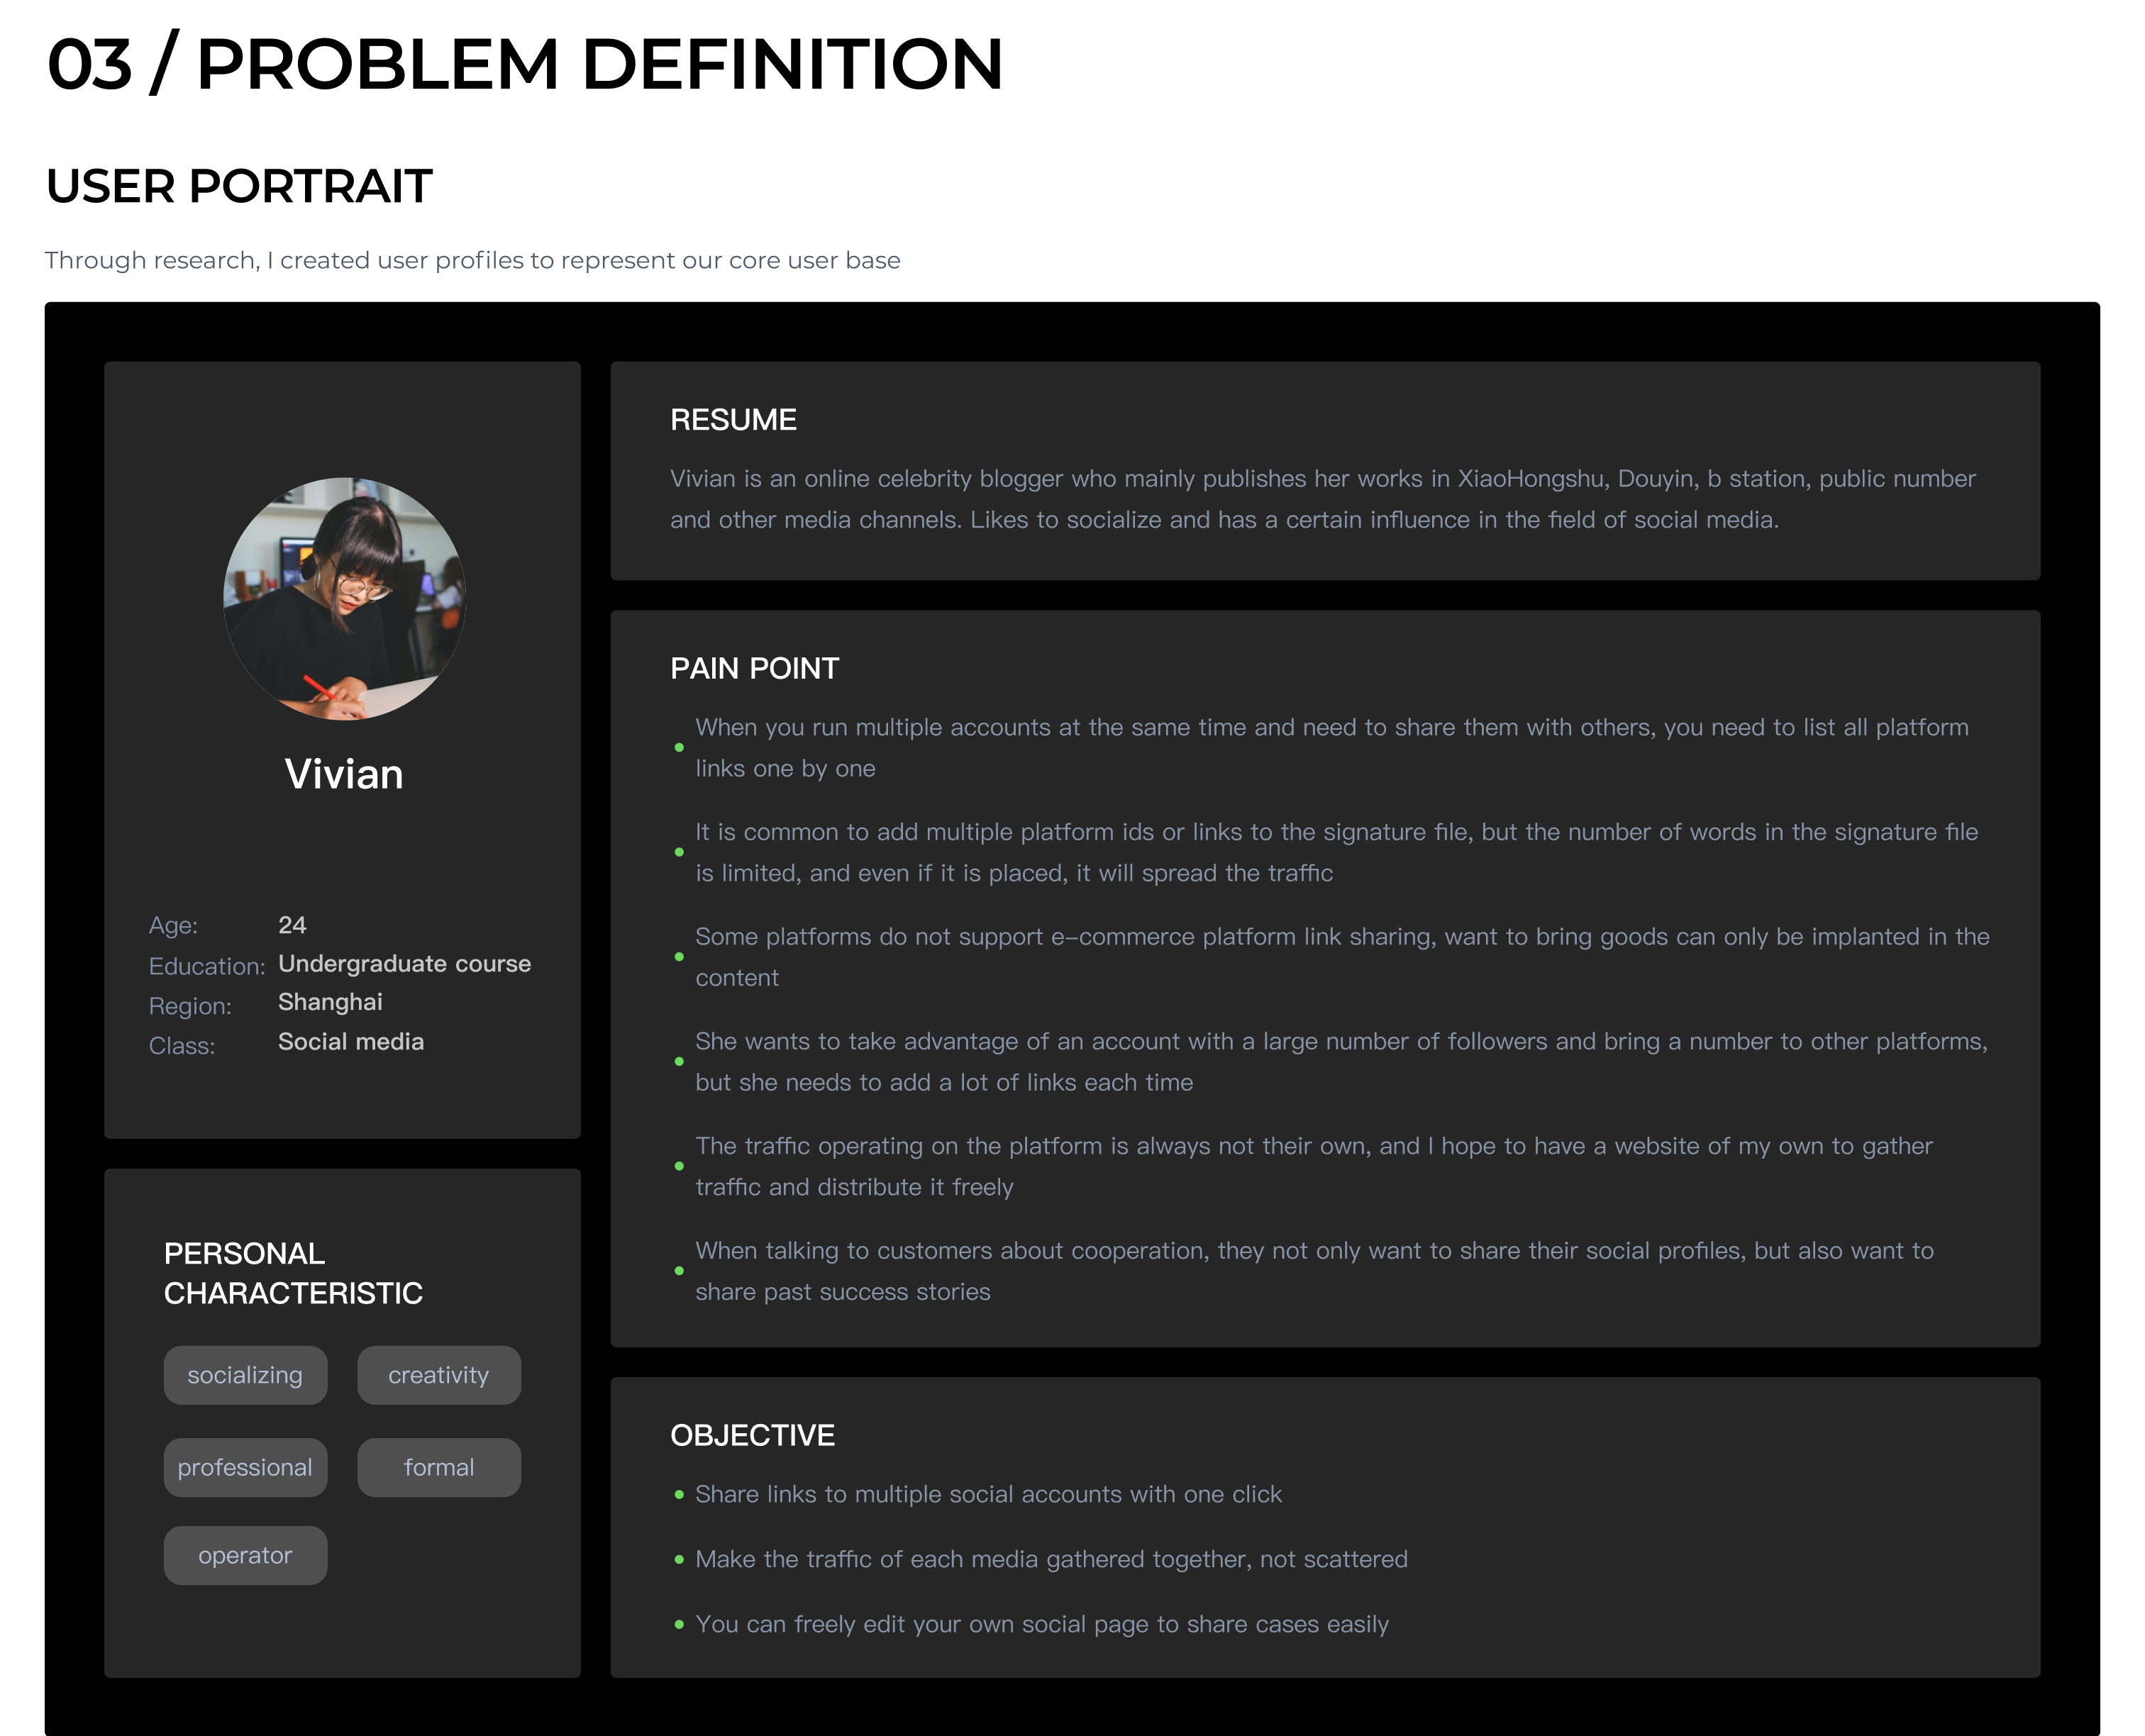 03 / PROBLEM DEFINITION
USER PORTRAIT
Through research, I created user profiles to represent our core user base
Vivian
Age: 24
Education: Undergraduate course
Region: Shanghai
Class: Social media
PERSONAL
CHARACTERISTIC
socializing creativity
professional formal
operator
RESUME
Vivian is an online celebrity blogger who mainly publishes her works in XiaoHongshu, Douyin, b station, public number
and other media channels. Likes to socialize and has a certain influence in the field of social media.
PAIN POINT
When you run multiple accounts at the same time and need to share them with others, you need to list all platform
links one by one
It is common to add multiple platform ids or links to the signature file, but the number of words in the signature file
is limited, and even if it is placed, it will spread the traffic
Some platforms do not support e–commerce platform link sharing, want to bring goods can only be implanted in the
content
She wants to take advantage of an account with a large number of followers and bring a number to other platforms,
but she needs to add a lot of links each time
The traffic operating on the platform is always not their own, and I hope to have a website of my own to gather
traffic and distribute it freely
When talking to customers about cooperation, they not only want to share their social profiles, but also want to
share past success stories
OBJECTIVE
Share links to multiple social accounts with one click
Make the traffic of each media gathered together, not scattered
You can freely edit your own social page to share cases easily